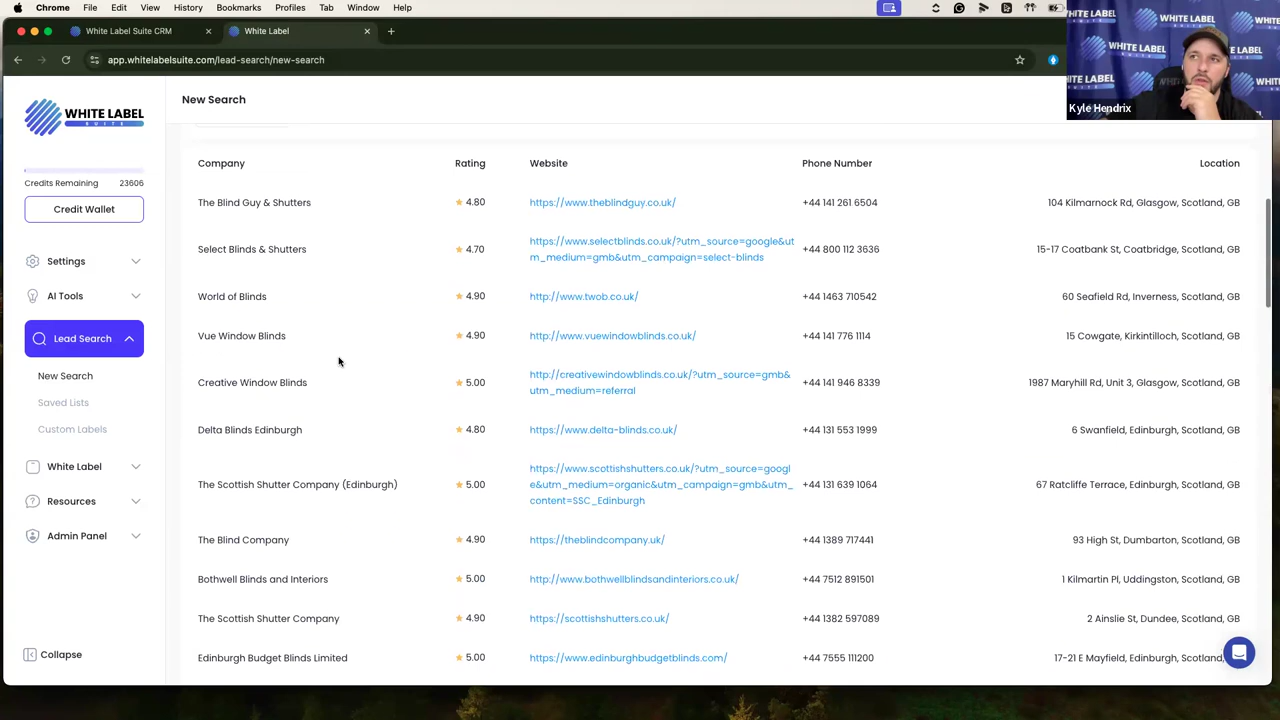 Chrome File Edit View History Bookmarks Profiles Tab Window Help
White Label Suite CRM
White Label
app.whitelabelsuite.com/lead-search/new-search
WHITE LABEL
SUITE
Credits Remaining 23606
Credit Wallet
Settings
AI Tools
Lead Search
New Search
Saved Lists
Custom Labels
White Label
Resources
Admin Panel
Collapse
New Search
Company Rating Website Phone Number Location
The Blind Guy & Shutters 4.80 https://www.theblindguy.co.uk/ +44 141 261 6504 104 Kilmarnock Rd, Glasgow, Scotland, GB
Select Blinds & Shutters 4.70 https://www.selectblinds.co.uk/?utm_source=google&ut
m_medium=gmb&utm_campaign=select-blinds +44 800 112 3636 15-17 Coatbank St, Coatbridge, Scotland, GB
World of Blinds 4.90 http://www.twob.co.uk/ +44 1463 710542 60 Seafield Rd, Inverness, Scotland, GB
Vue Window Blinds 4.90 http://www.vuewindowblinds.co.uk/ +44 141 776 1114 15 Cowgate, Kirkintilloch, Scotland, GB
Creative Window Blinds 5.00 http://creativewindowblinds.co.uk/?utm_source=gmb&
utm_medium=referral +44 141 946 8339 1987 Maryhill Rd, Unit 3, Glasgow, Scotland, GB
Delta Blinds Edinburgh 4.80 https://www.delta-blinds.co.uk/ +44 131 553 1999 6 Swanfield, Edinburgh, Scotland, GB
The Scottish Shutter Company (Edinburgh) 5.00 https://www.scottishshutters.co.uk/?utm_source=googl
e&utm_medium=organic&utm_campaign=gmb&utm_
content=SSC_Edinburgh +44 131 639 1064 67 Ratcliffe Terrace, Edinburgh, Scotland, GB
The Blind Company 4.90 https://theblindcompany.uk/ +44 1389 717441 93 High St, Dumbarton, Scotland, GB
Bothwell Blinds and Interiors 5.00 http://www.bothwellblindsandinteriors.co.uk/ +44 7512 891501 1 Kilmartin Pl, Uddingston, Scotland, GB
The Scottish Shutter Company 4.90 https://scottishshutters.co.uk/ +44 1382 597089 2 Ainslie St, Dundee, Scotland, GB
Edinburgh Budget Blinds Limited 5.00 https://www.edinburghbudgetblinds.com/ +44 7555 111200 17-21 E Mayfield, Edinburgh, Scotland, GB
WHITE LABEL
WHITE LABEL
Kyle Hendrix